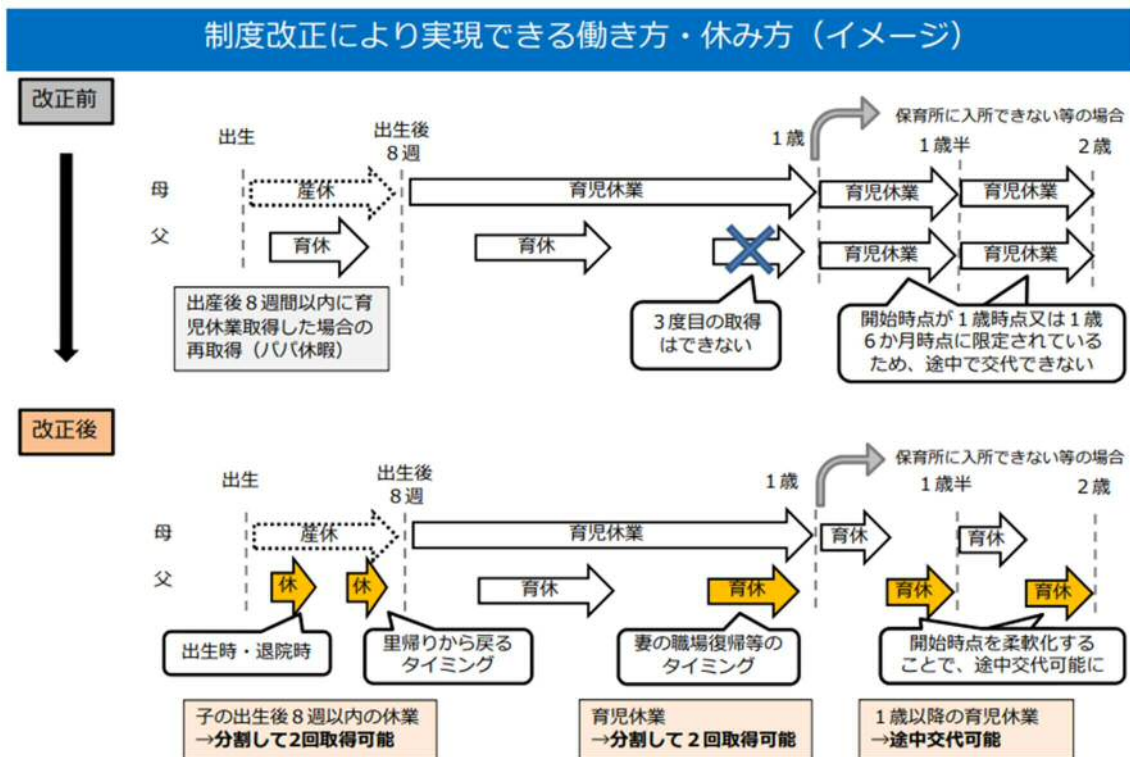 制度改正により実現できる働き方・休み方（イメージ）
改正前
保育所に入所できない等の場合
出生
出生後
８週
１歳
１歳半
２歳
母
産休
育児休業
育児休業
育児休業
父
育休
育休
育児休業
育児休業
出産後８週間以内に育
児休業取得した場合の
再取得（パパ休暇）
３度目の取得
はできない
開始時点が１歳時点又は１歳
６か月時点に限定されている
ため、途中で交代できない
改正後
保育所に入所できない等の場合
出生
出生後
８週
１歳
１歳半
２歳
母
産休
育児休業
育休
育休
父
休
休
育休
育休
育休
育休
出生時・退院時
里帰りから戻る
タイミング
妻の職場復帰等の
タイミング
開始時点を柔軟化する
ことで、途中交代可能に
子の出生後８週以内の休業
→分割して2回取得可能
育児休業
→分割して２回取得可能
１歳以降の育児休業
→途中交代可能